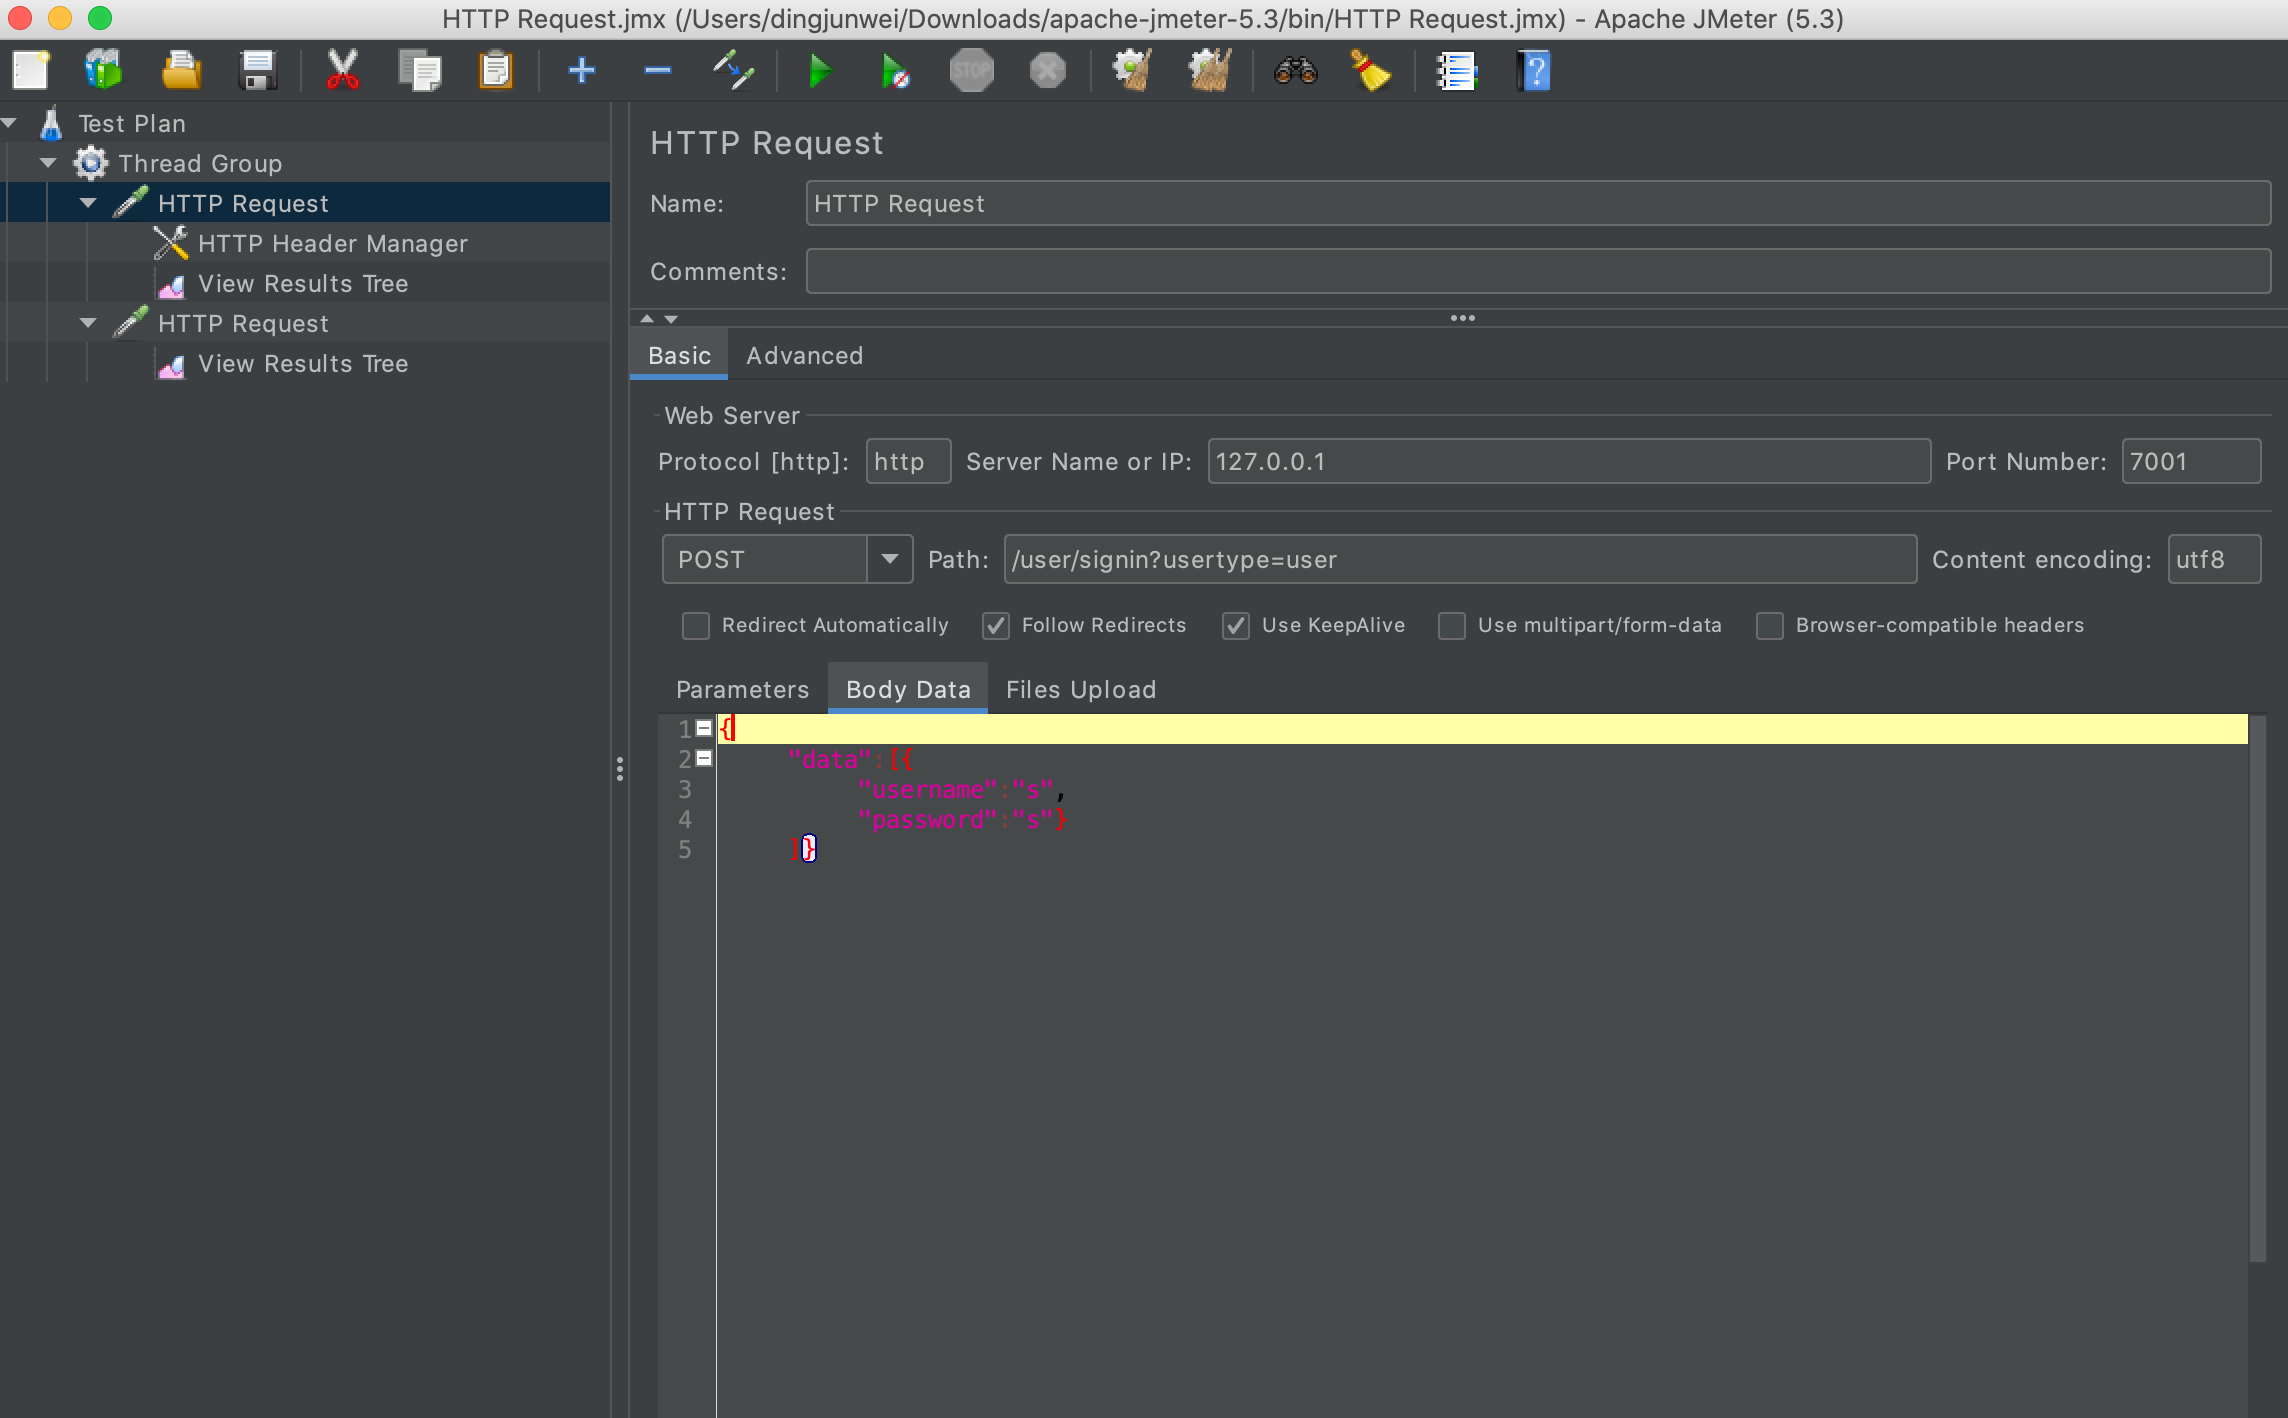 HTTP Request.jmx (/Users/dingjunwei/Downloads/apache-jmeter-5.3/bin/HTTP Request.jmx) - Apache JMeter (5.3)
STOP
Test Plan
Thread Group
HTTP Request
HTTP Header Manager
View Results Tree
HTTP Request
View Results Tree
HTTP Request
Name: HTTP Request
Comments:
Basic Advanced
Web Server
Protocol [http]: http Server Name or IP: 127.0.0.1 Port Number: 7001
HTTP Request
POST Path: /user/signin?usertype=user Content encoding: utf8
Redirect Automatically Follow Redirects Use KeepAlive Use multipart/form-data Browser-compatible headers
Parameters Body Data Files Upload
1 {
2 "data":[{
3 "username":"s",
4 "password":"s"}
5 ]}